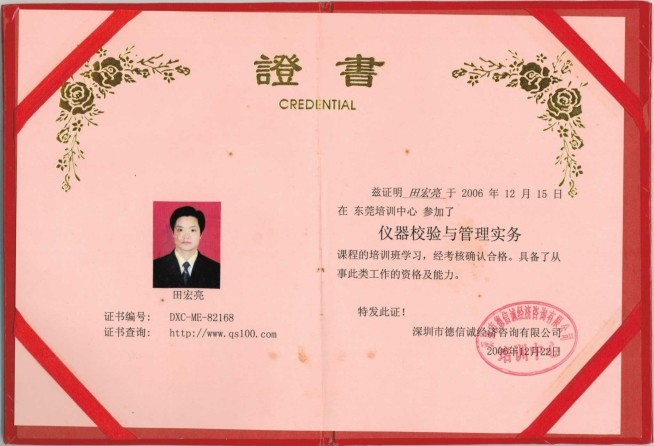 證書
CREDENTIAL
田宏亮
证书编号: DXC-ME-82168
证书查询: http://www.qs100.com
兹证明 田宏亮 于 2006 年 12 月 15 日
在 东莞培训中心 参加了
仪器校验与管理实务
课程的培训班学习，经考核确认合格。具备了从
事此类工作的资格及能力。
特发此证！
深圳市德信诚经济咨询有限公司
2006年12月22日
培训中心